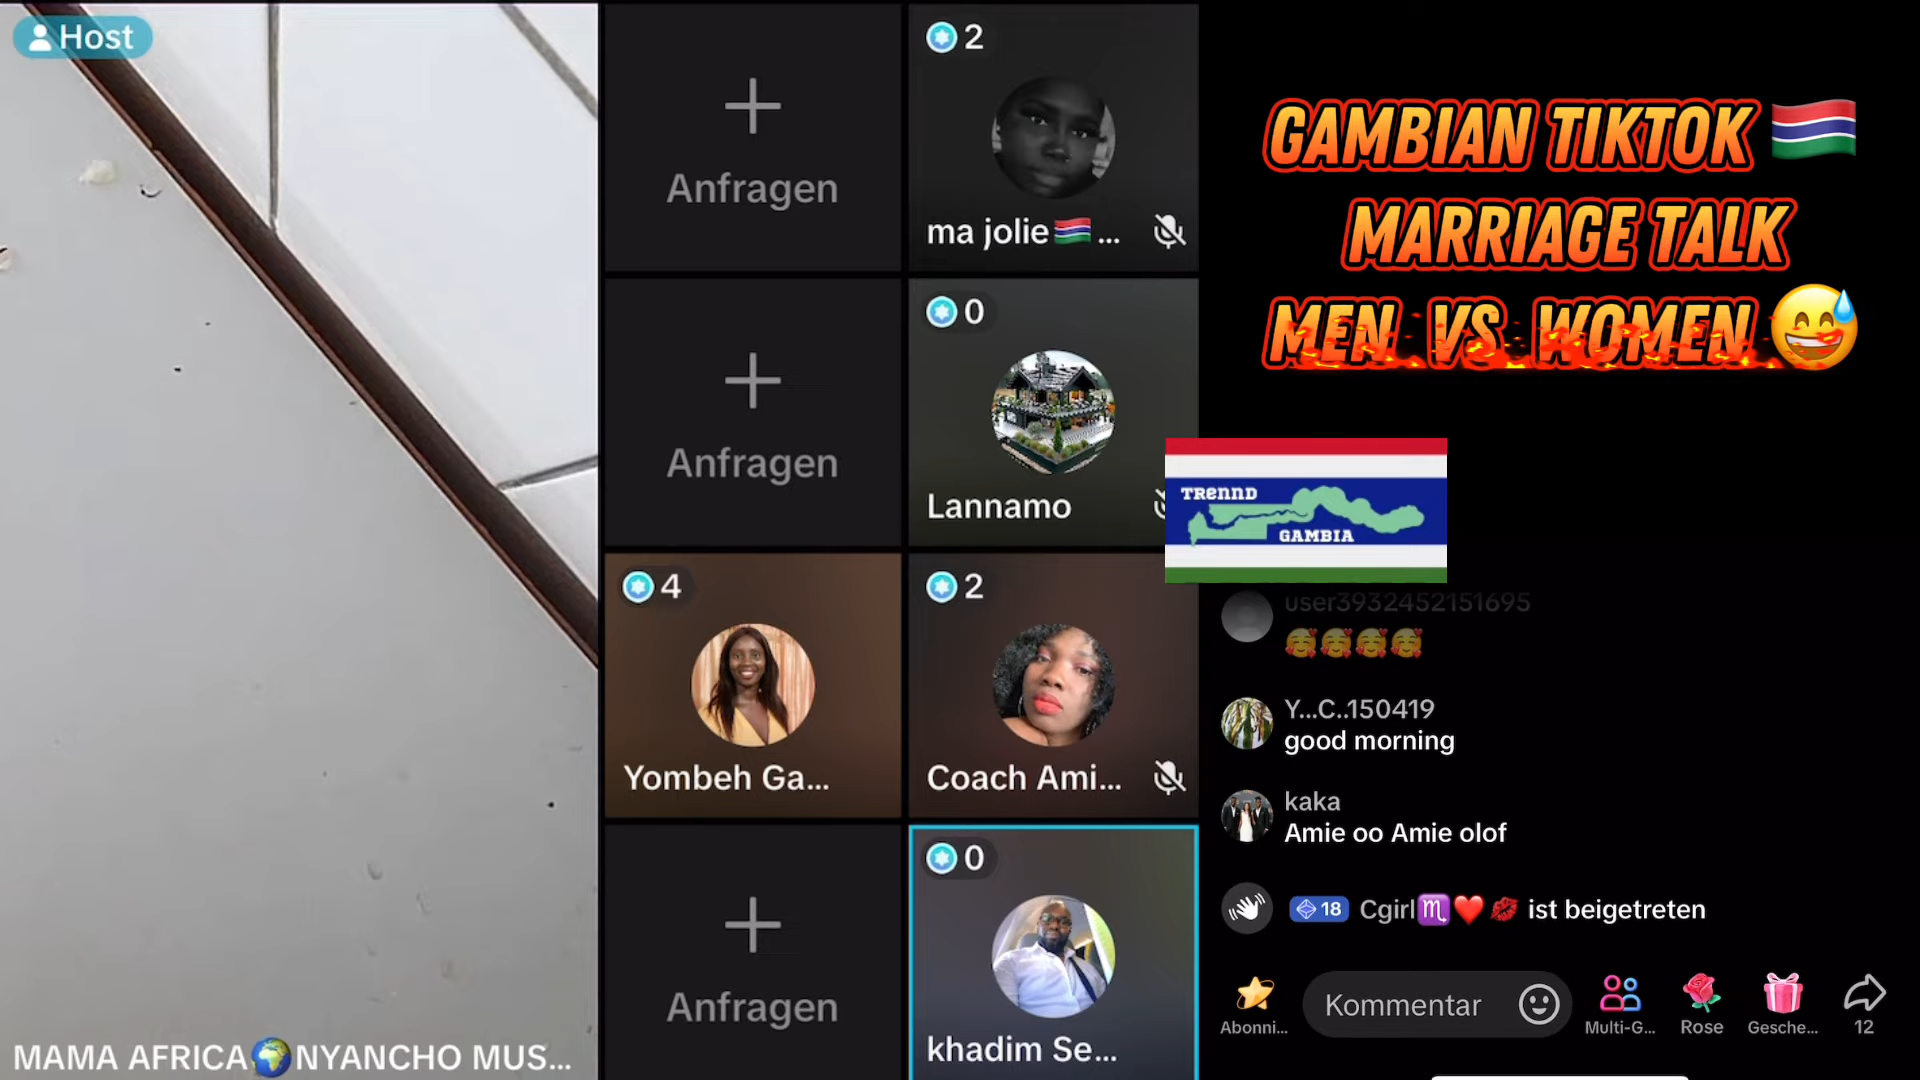 Host
MAMA AFRICA🌍NYANCHO MUS...
Anfragen
2
ma jolie🇬🇲...
Anfragen
0
Lannamo
4
Yombeh Ga...
2
Coach Ami...
Anfragen
0
khadim Se...
GAMBIAN TIKTOK 🇬🇲
MARRIAGE TALK
MEN VS WOMEN 😅
TRENND
GAMBIA
user3932452151695
🥰🥰🥰🥰
Y...C..150419
good morning
kaka
Amie oo Amie olof
18 Cgirl♏❤️💋 ist beigetreten
Abonni...
Kommentar
Multi-G...
Rose
Gesche...
12